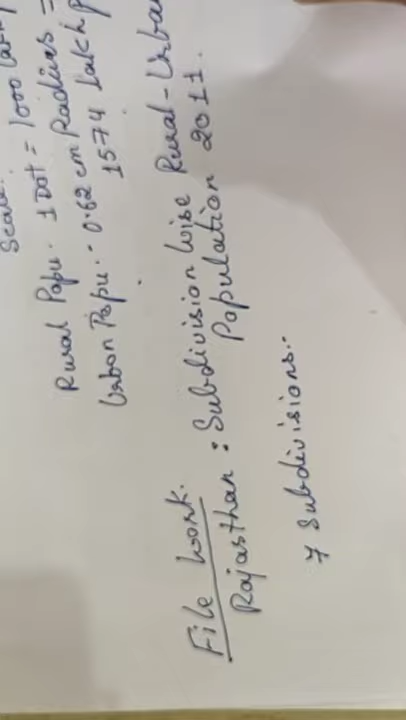 Scale:
Rural Popu. 1 Dot = 1000
Urban Popu.- 0.62 cm Radius =
1574 lakh
File Work.
Rajasthan : Subdivision Wise Rural-Urban
Population 2011.
7 Subdivisions.-